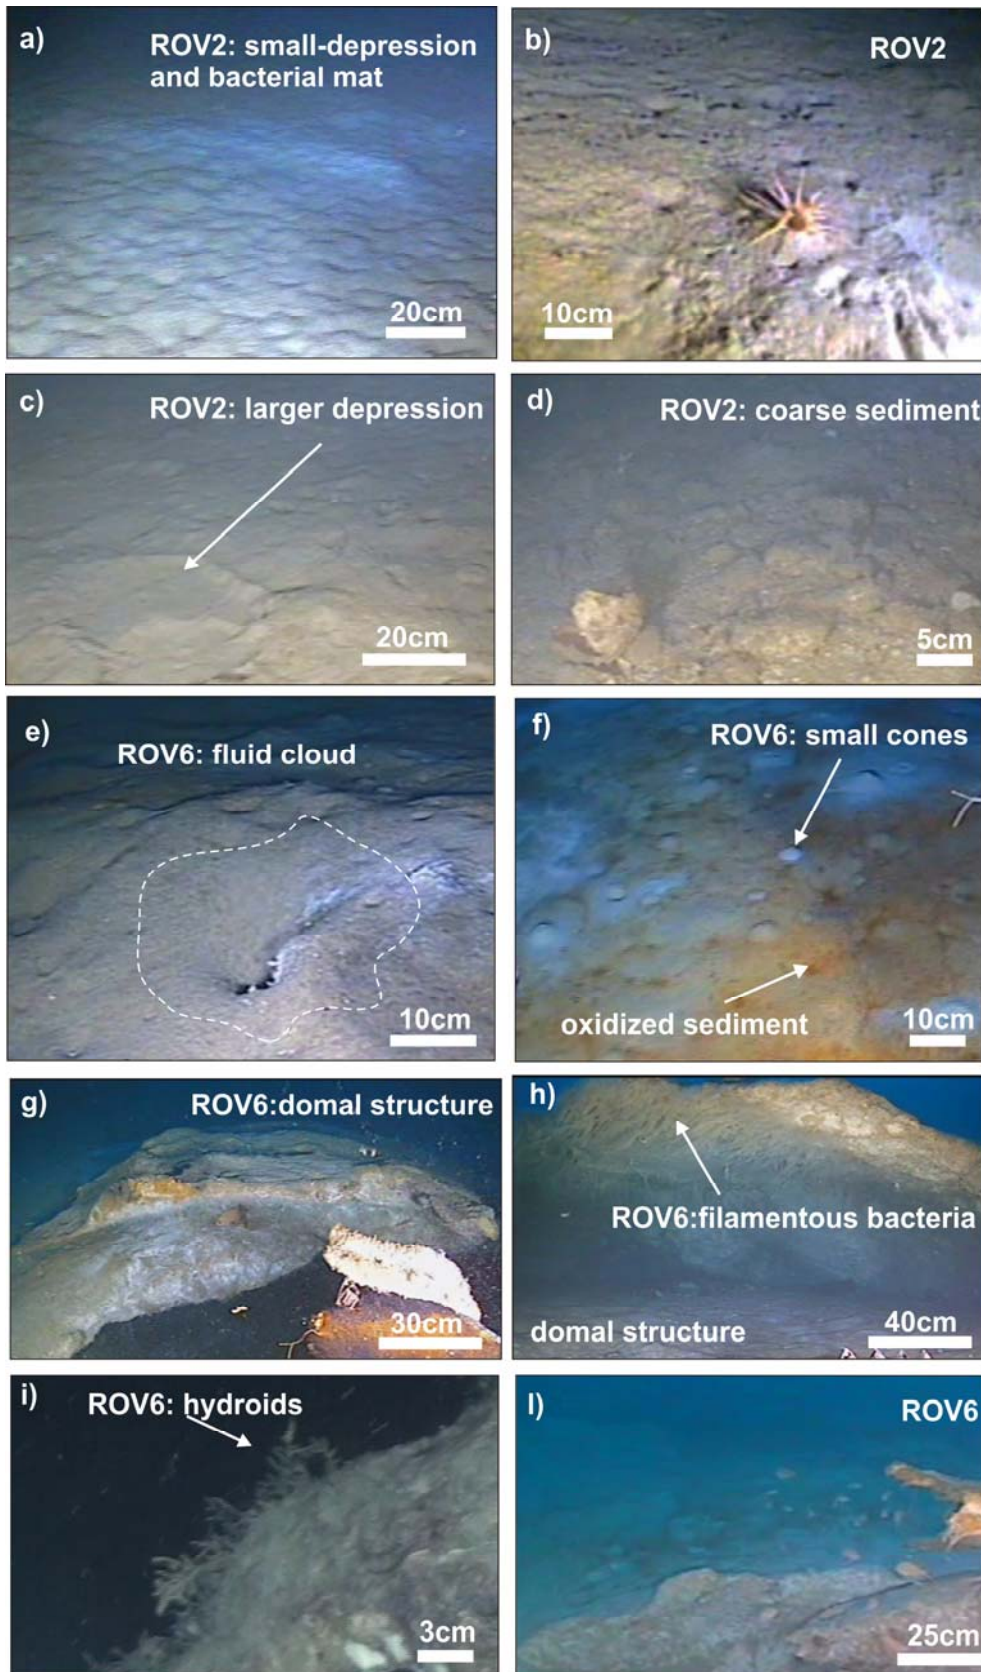 a)
ROV2: small-depression
and bacterial mat
20cm
b)
ROV2
10cm
c)
ROV2: larger depression
20cm
d)
ROV2: coarse sediment
5cm
e)
ROV6: fluid cloud
10cm
f)
ROV6: small cones
oxidized sediment
10cm
g)
ROV6:domal structure
30cm
h)
ROV6:filamentous bacteria
domal structure
40cm
i)
ROV6: hydroids
3cm
l)
ROV6
25cm